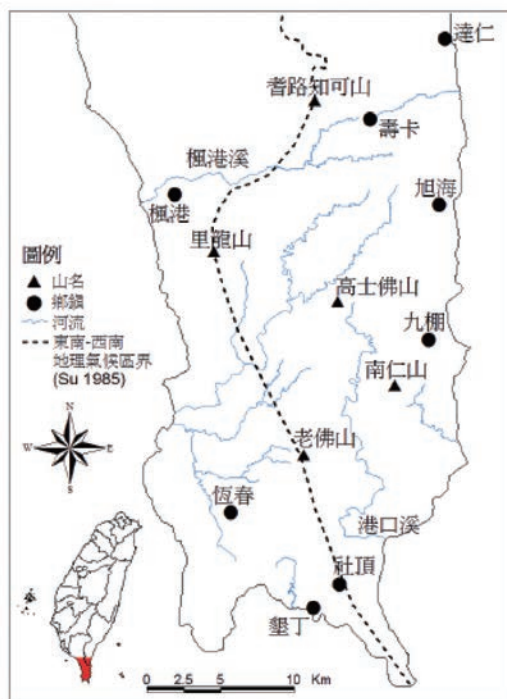 達仁
耆路知可山
壽卡
楓港溪
旭海
楓港
里龍山
圖例
山名
鄉鎮
河流
東南-西南
地理氣候區界
(Su 1985)
高士佛山
九棚
南仁山
N
W
E
S
老佛山
恆春
港口溪
社頂
墾丁
0 2.5 5 10 Km